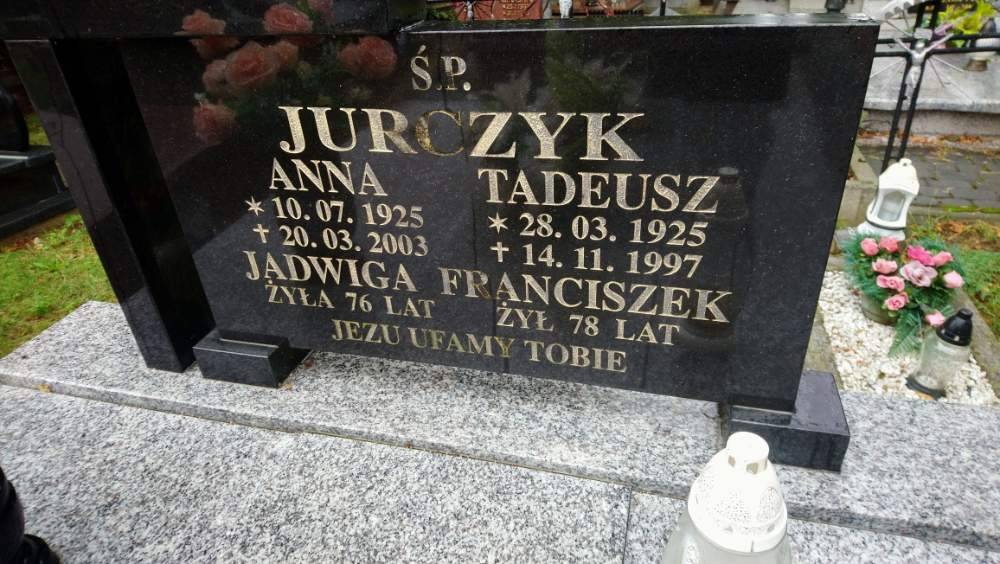 Ś.P.
JURCZYK
ANNA TADEUSZ
✶ 10. 07. 1925 ✶ 28. 03. 1925
✝ 20. 03. 2003 ✝ 14. 11. 1997
JADWIGA FRANCISZEK
ŻYŁA 76 LAT ŻYŁ 78 LAT
JEZU UFAMY TOBIE